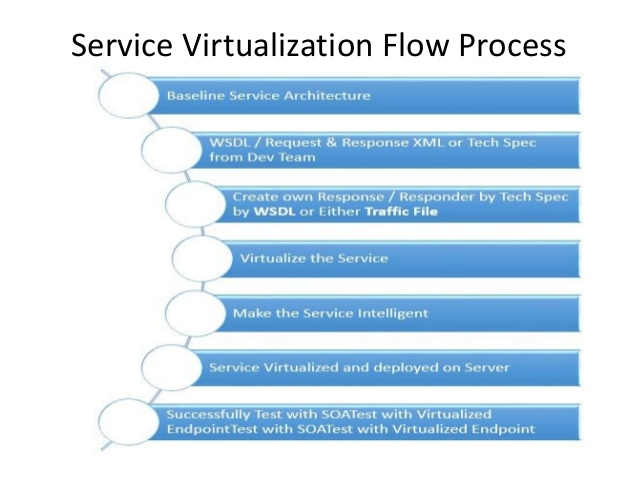 Service Virtualization Flow Process
Baseline Service Architecture
WSDL / Request & Response XML or Tech Spec
from Dev Team
Create own Response / Responder by Tech Spec
by WSDL or Either Traffic File
Virtualize the Service
Make the Service Intelligent
Service Virtualized and deployed on Server
Successfully Test with SOATest with Virtualized
EndpointTest with SOATest with Virtualized Endpoint